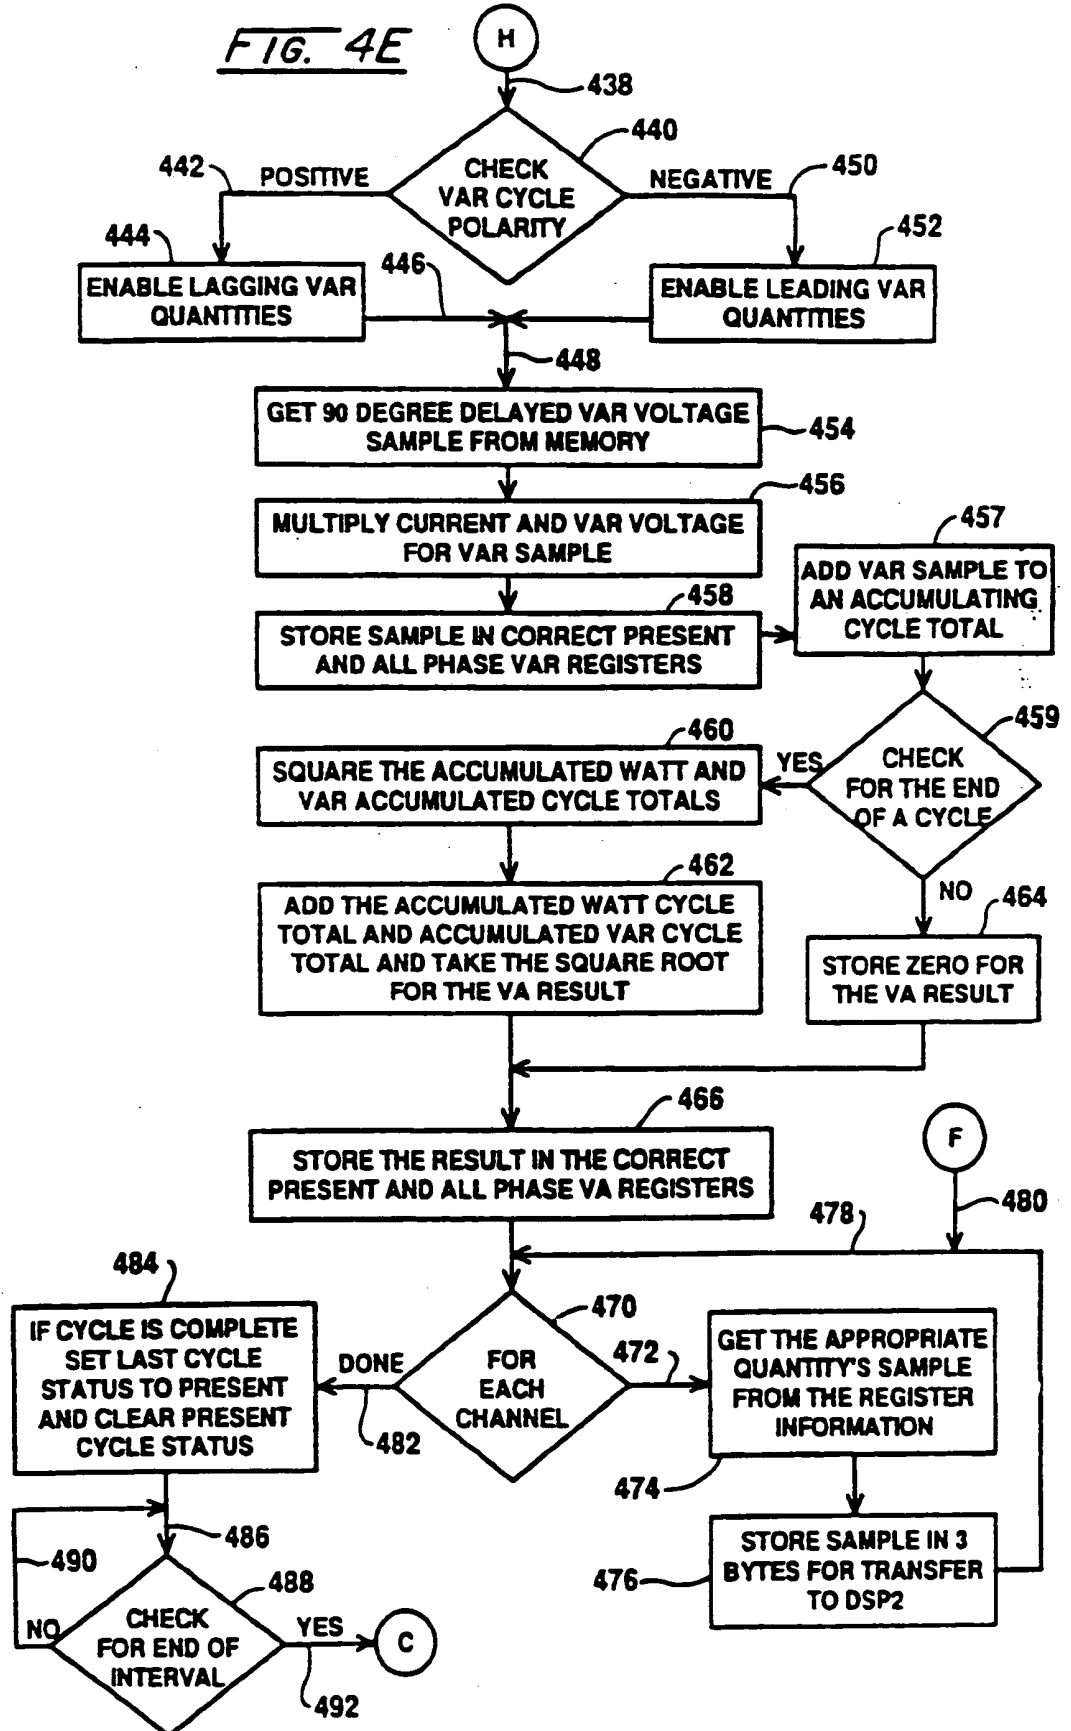 FIG. 4E
H
438
440
CHECK
VAR CYCLE
POLARITY
442
POSITIVE
NEGATIVE
450
444
ENABLE LAGGING VAR
QUANTITIES
446
452
ENABLE LEADING VAR
QUANTITIES
448
GET 90 DEGREE DELAYED VAR VOLTAGE
SAMPLE FROM MEMORY
454
456
MULTIPLY CURRENT AND VAR VOLTAGE
FOR VAR SAMPLE
457
ADD VAR SAMPLE TO
AN ACCUMULATING
CYCLE TOTAL
458
STORE SAMPLE IN CORRECT PRESENT
AND ALL PHASE VAR REGISTERS
459
CHECK
FOR THE END
OF A CYCLE
YES
460
SQUARE THE ACCUMULATED WATT AND
VAR ACCUMULATED CYCLE TOTALS
462
ADD THE ACCUMULATED WATT CYCLE
TOTAL AND ACCUMULATED VAR CYCLE
TOTAL AND TAKE THE SQUARE ROOT
FOR THE VA RESULT
NO
464
STORE ZERO FOR
THE VA RESULT
466
STORE THE RESULT IN THE CORRECT
PRESENT AND ALL PHASE VA REGISTERS
F
480
478
470
FOR
EACH
CHANNEL
472
GET THE APPROPRIATE
QUANTITY'S SAMPLE
FROM THE REGISTER
INFORMATION
474
STORE SAMPLE IN 3
BYTES FOR TRANSFER
TO DSP2
476
DONE
482
484
IF CYCLE IS COMPLETE
SET LAST CYCLE
STATUS TO PRESENT
AND CLEAR PRESENT
CYCLE STATUS
486
490
488
CHECK
FOR END OF
INTERVAL
NO
YES
492
C